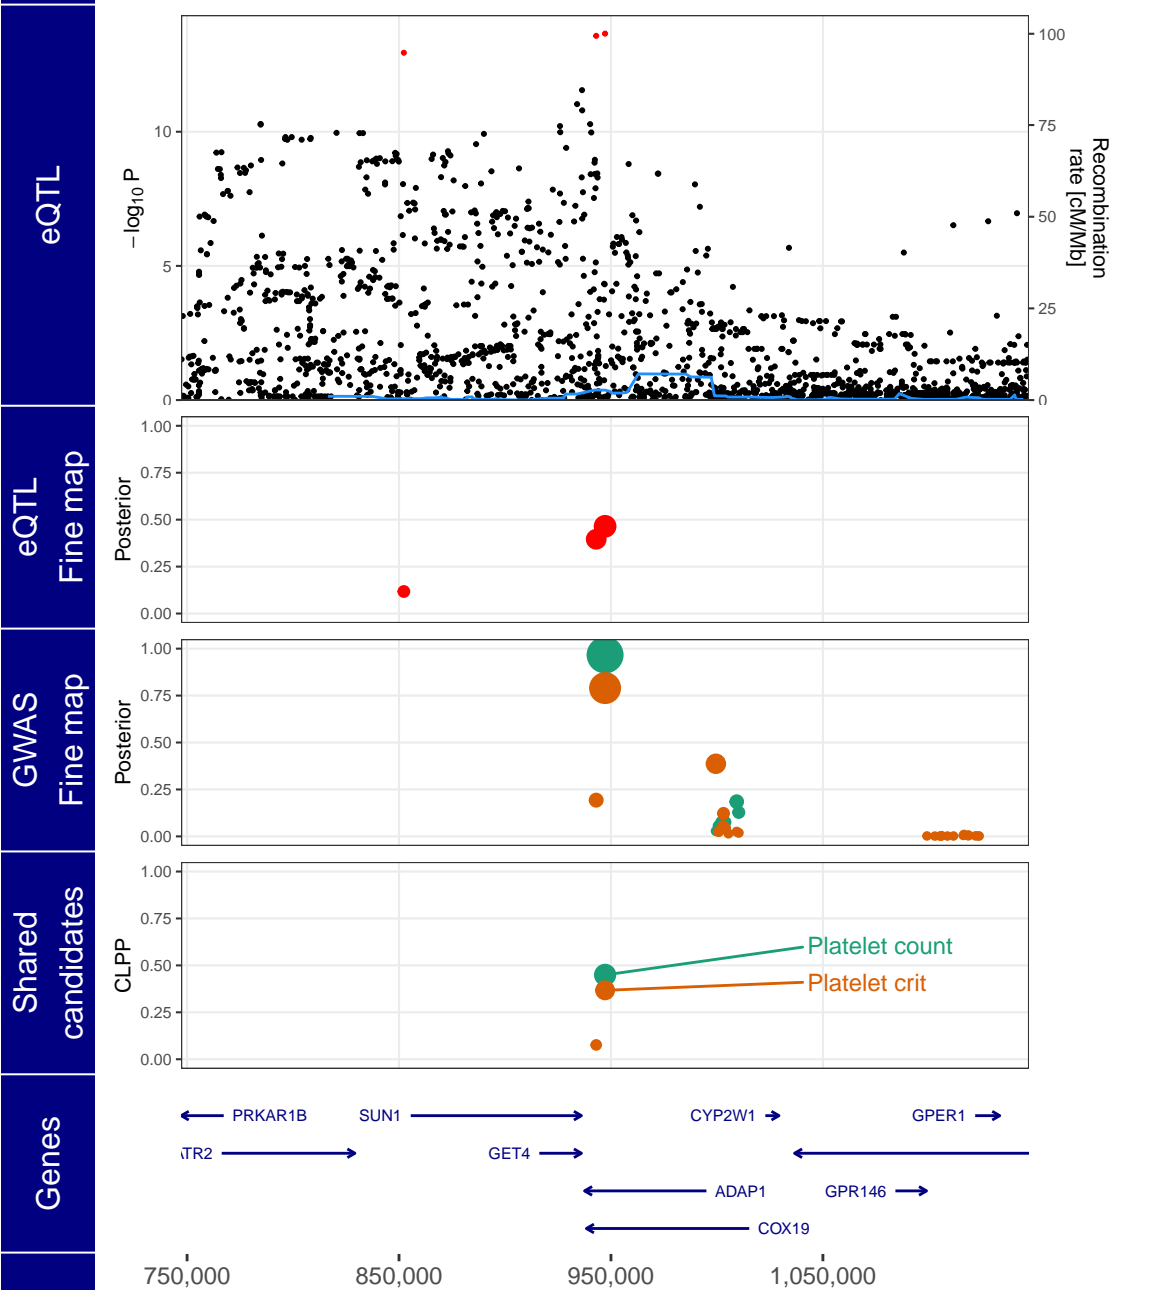 eQTL
−log10 P
10
5
0
100
75
50
25
0
Recombination
rate [cM/Mb]
eQTL
Fine map
Posterior
1.00
0.75
0.50
0.25
0.00
GWAS
Fine map
Posterior
1.00
0.75
0.50
0.25
0.00
Shared
candidates
CLPP
1.00
0.75
0.50
0.25
0.00
Platelet count
Platelet crit
Genes
PRKAR1B
SUN1
CYP2W1
GPER1
TR2
GET4
ADAP1
GPR146
COX19
750,000
850,000
950,000
1,050,000